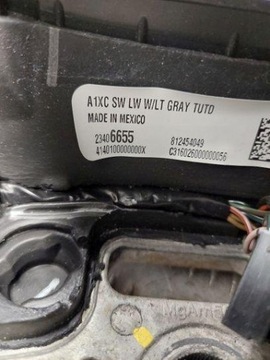 A1XC SW LW W/LT GRAY TUTD
MADE IN MEXICO
23406655 812454049
4140100000000X C316026000000056